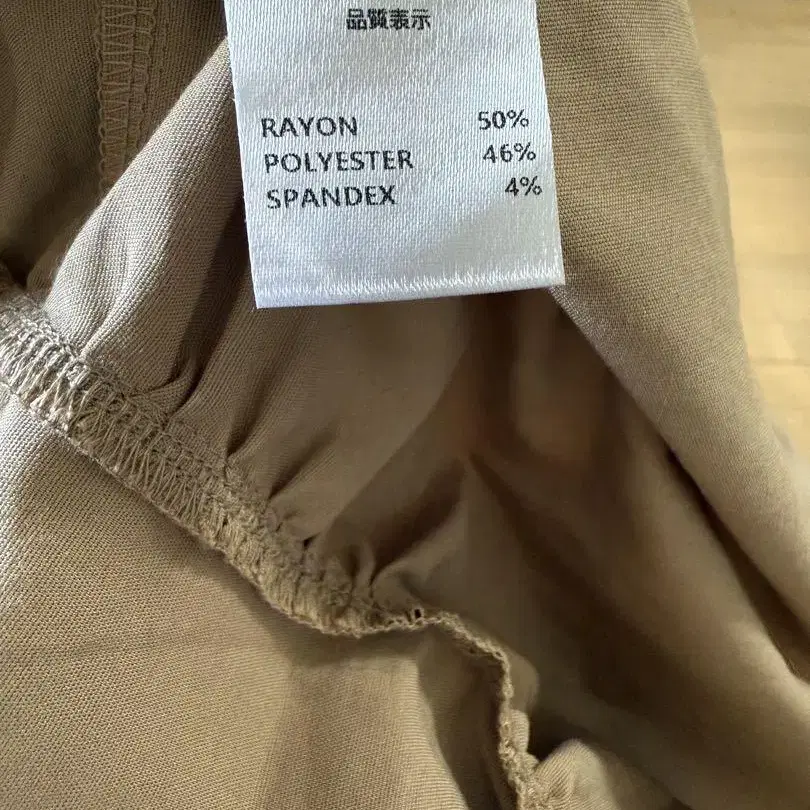 品質表示
RAYON 50%
POLYESTER 46%
SPANDEX 4%